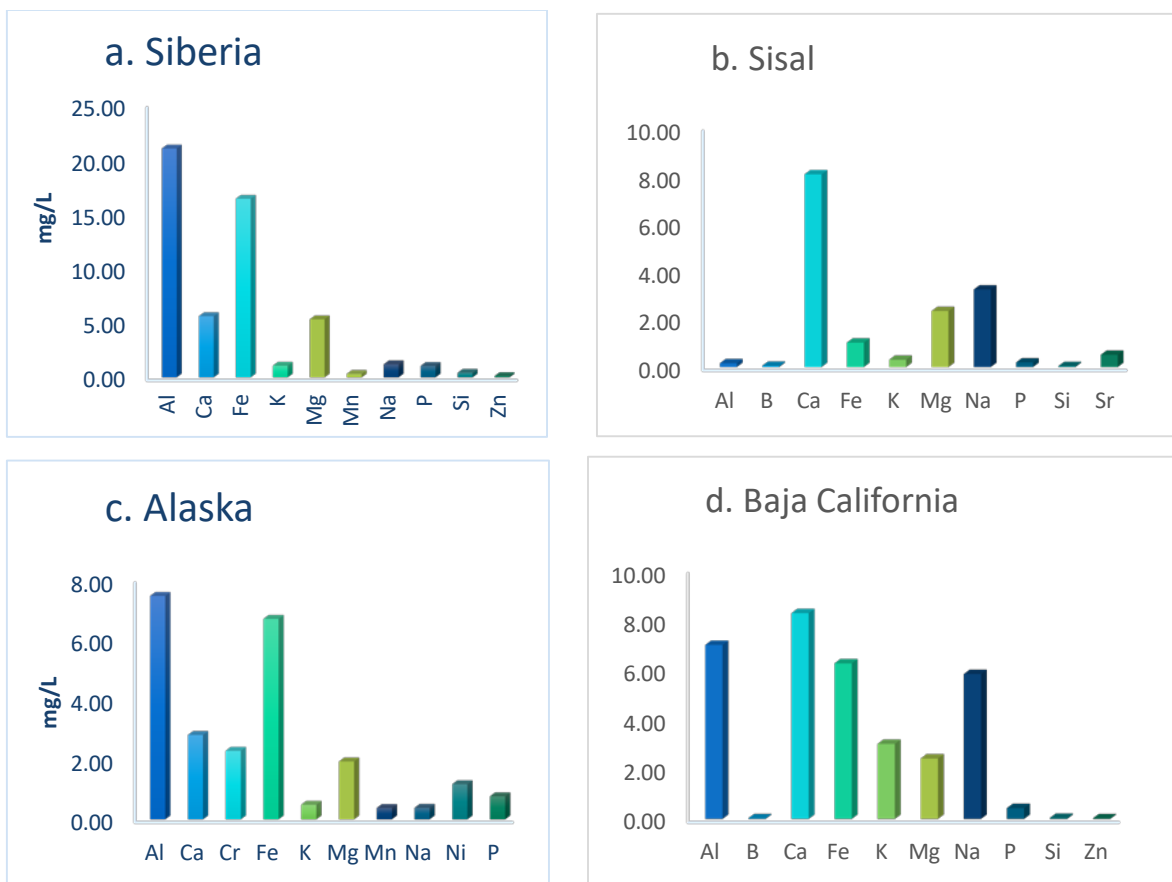 a. Siberia
mg/L
25.00
20.00
15.00
10.00
5.00
0.00
Al Ca Fe K Mg Mn Na P Si Zn
b. Sisal
10.00
8.00
6.00
4.00
2.00
0.00
Al B Ca Fe K Mg Na P Si Sr
c. Alaska
mg/L
8.00
6.00
4.00
2.00
0.00
Al Ca Cr Fe K Mg Mn Na Ni P
d. Baja California
10.00
8.00
6.00
4.00
2.00
0.00
Al B Ca Fe K Mg Na P Si Zn